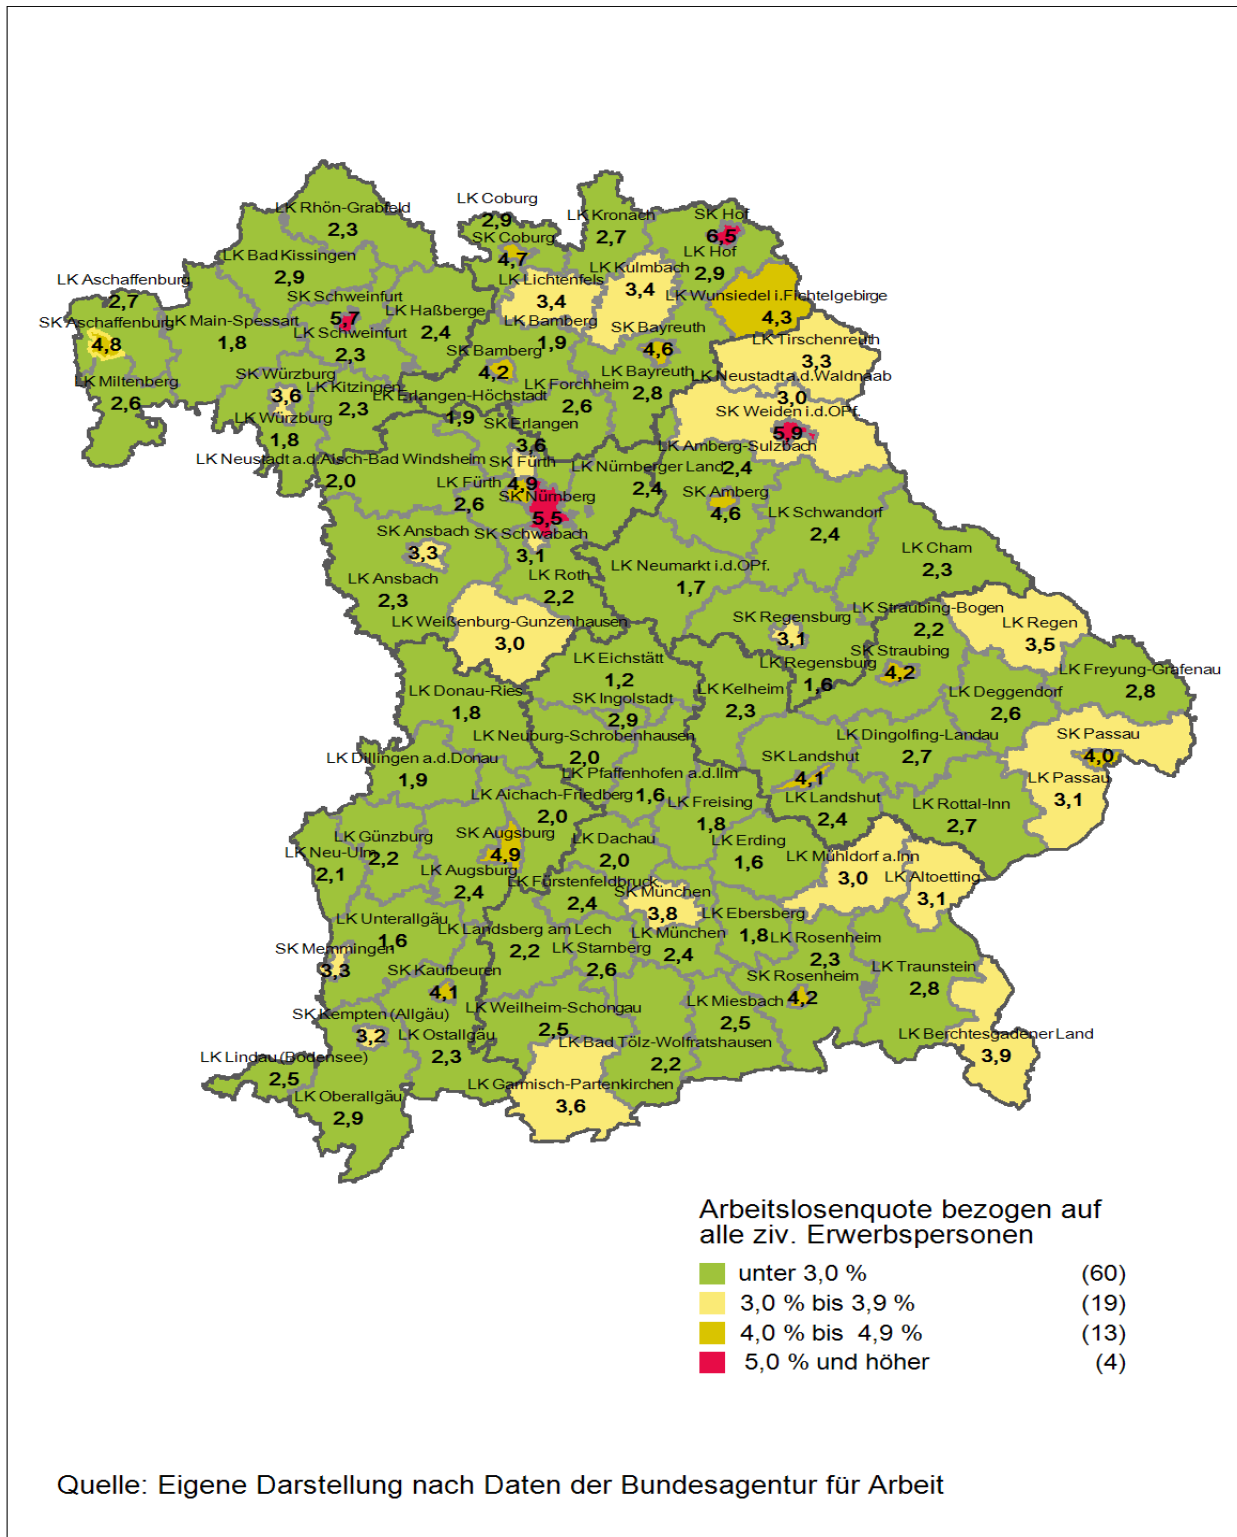 LK Rhön-Grabfeld
2,3
LK Coburg
2,9
SK Coburg
4,7
LK Kronach
2,7
SK Hof
6,5
LK Hof
2,9
LK Bad Kissingen
2,9
LK Aschaffenburg
2,7
SK Aschaffenburg
4,8
LK Main-Spessart
1,8
SK Schweinfurt
5,7
LK Schweinfurt
2,3
LK Haßberge
2,4
LK Lichtenfels
3,4
LK Kulmbach
3,4
LK Wunsiedel i.Fichtelgebirge
4,3
LK Bamberg
1,9
SK Bamberg
4,2
SK Bayreuth
4,6
LK Bayreuth
2,8
LK Tirschenreuth
3,3
LK Miltenberg
2,6
SK Würzburg
3,6
LK Würzburg
1,8
LK Kitzingen
2,3
LK Erlangen-Höchstadt
1,9
LK Forchheim
2,6
LK Neustadt a.d.Waldnaab
3,0
SK Weiden i.d.OPf.
5,9
SK Erlangen
3,6
LK Neustadt a.d.Aisch-Bad Windsheim
2,0
SK Fürth
4,9
LK Fürth
2,6
SK Nürnberg
5,5
LK Nürnberger Land
2,4
LK Amberg-Sulzbach
2,4
SK Amberg
4,6
LK Schwandorf
2,4
SK Ansbach
3,3
SK Schwabach
3,1
LK Ansbach
2,3
LK Roth
2,2
LK Neumarkt i.d.OPf.
1,7
LK Cham
2,3
LK Weißenburg-Gunzenhausen
3,0
SK Regensburg
3,1
LK Regensburg
1,6
LK Straubing-Bogen
2,2
SK Straubing
4,2
LK Regen
3,5
LK Freyung-Grafenau
2,8
LK Eichstätt
1,2
SK Ingolstadt
2,9
LK Kelheim
2,3
LK Deggendorf
2,6
LK Donau-Ries
1,8
LK Neuburg-Schrobenhausen
2,0
LK Dingolfing-Landau
2,7
SK Passau
4,0
LK Passau
3,1
LK Dillingen a.d.Donau
1,9
LK Pfaffenhofen a.d.Ilm
1,6
SK Landshut
4,1
LK Landshut
2,4
LK Rottal-Inn
2,7
LK Aichach-Friedberg
2,0
LK Freising
1,8
LK Günzburg
2,2
LK Neu-Ulm
2,1
SK Augsburg
4,9
LK Augsburg
2,4
LK Dachau
2,0
LK Erding
1,6
LK Mühldorf a.Inn
3,0
LK Altoetting
3,1
LK Fürstenfeldbruck
2,4
SK München
3,8
LK München
2,4
LK Ebersberg
1,8
LK Unterallgäu
1,6
SK Memmingen
3,3
LK Landsberg am Lech
2,2
LK Starnberg
2,6
LK Rosenheim
2,3
SK Rosenheim
4,2
LK Traunstein
2,8
SK Kaufbeuren
4,1
SK Kempten (Allgäu)
3,2
LK Ostallgäu
2,3
LK Weilheim-Schongau
2,5
LK Miesbach
2,5
LK Bad Tölz-Wolfratshausen
2,2
LK Berchtesgadener Land
3,9
LK Lindau (Bodensee)
2,5
LK Oberallgäu
2,9
LK Garmisch-Partenkirchen
3,6
Arbeitslosenquote bezogen auf
alle ziv. Erwerbspersonen
unter 3,0 % (60)
3,0 % bis 3,9 % (19)
4,0 % bis 4,9 % (13)
5,0 % und höher (4)
Quelle: Eigene Darstellung nach Daten der Bundesagentur für Arbeit